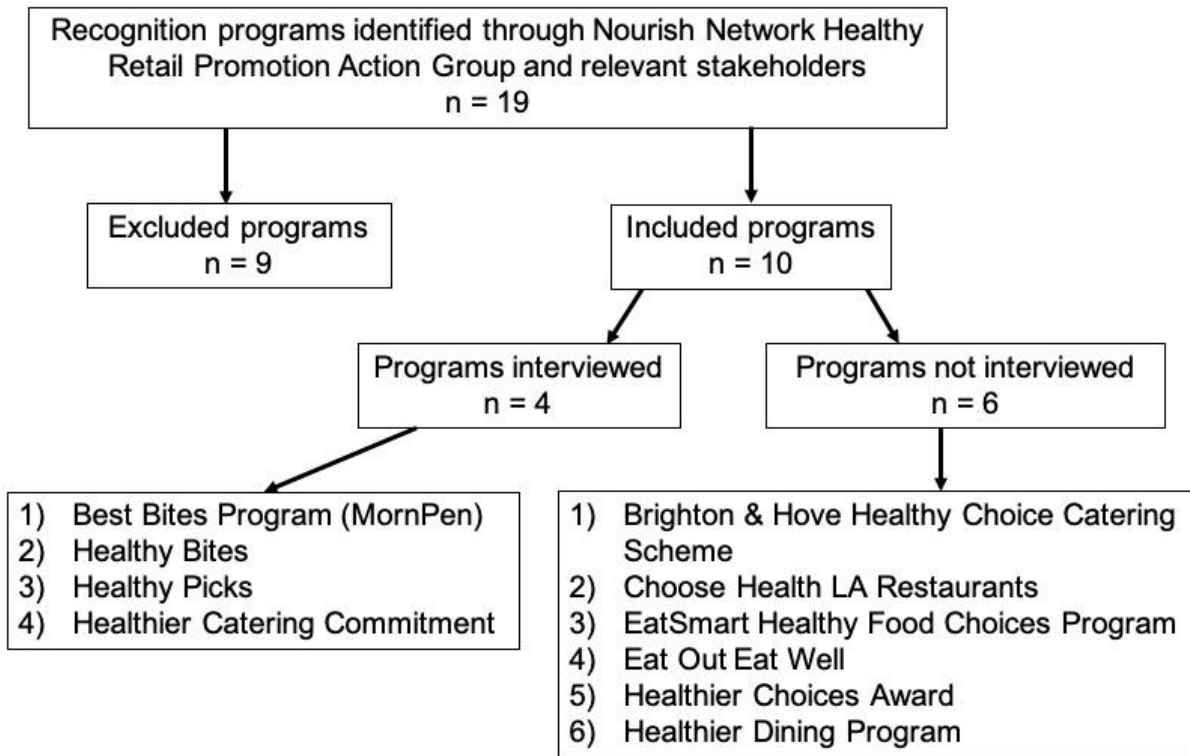 Recognition programs identified through Nourish Network Healthy
Retail Promotion Action Group and relevant stakeholders
n = 19
Excluded programs
n = 9
Included programs
n = 10
Programs interviewed
n = 4
Programs not interviewed
n = 6
1) Best Bites Program (MornPen)
2) Healthy Bites
3) Healthy Picks
4) Healthier Catering Commitment
1) Brighton & Hove Healthy Choice Catering
Scheme
2) Choose Health LA Restaurants
3) EatSmart Healthy Food Choices Program
4) Eat Out Eat Well
5) Healthier Choices Award
6) Healthier Dining Program